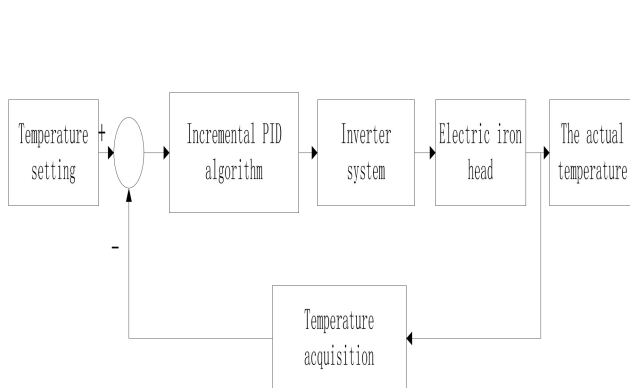 Temperature
setting
+
Incremental PID
algorithm
Inverter
system
Electric iron
head
The actual
temperature
-
Temperature
acquisition